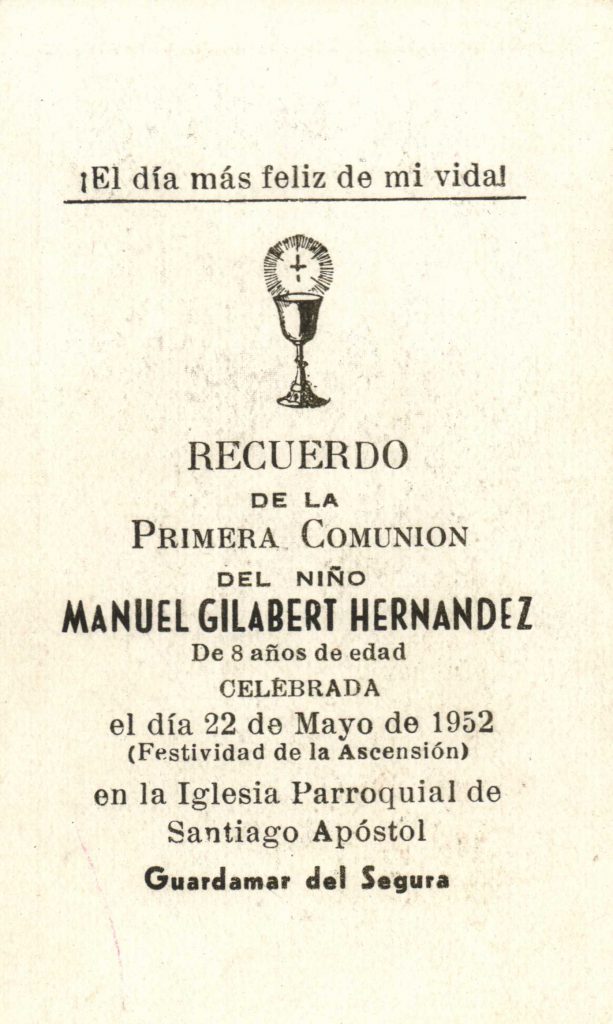 ¡El día más feliz de mi vida!
RECUERDO
DE LA
PRIMERA COMUNION
DEL NIÑO
MANUEL GILABERT HERNANDEZ
De 8 años de edad
CELEBRADA
el día 22 de Mayo de 1952
(Festividad de la Ascensión)
en la Iglesia Parroquial de
Santiago Apóstol
Guardamar del Segura